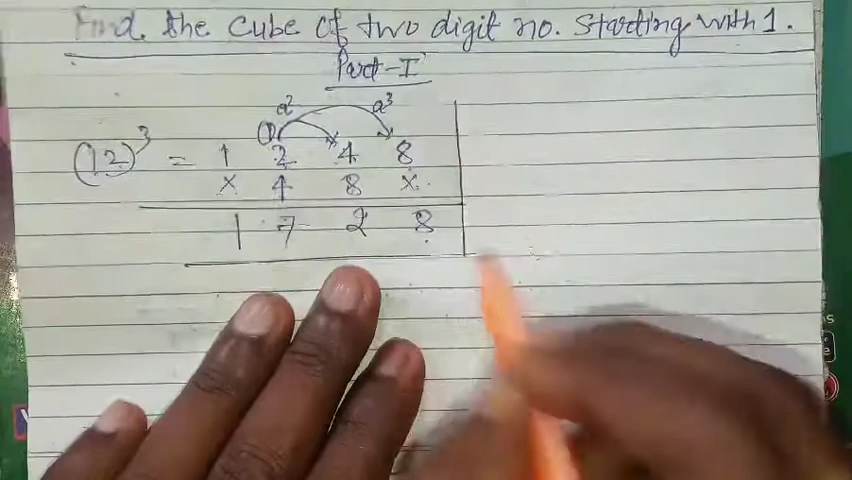 Find the Cube of two digit no. Starting with 1.
Part-I
a² a³
(12)³ = 1 2 4 8
① 
x 4 8 x
1 7 2 8